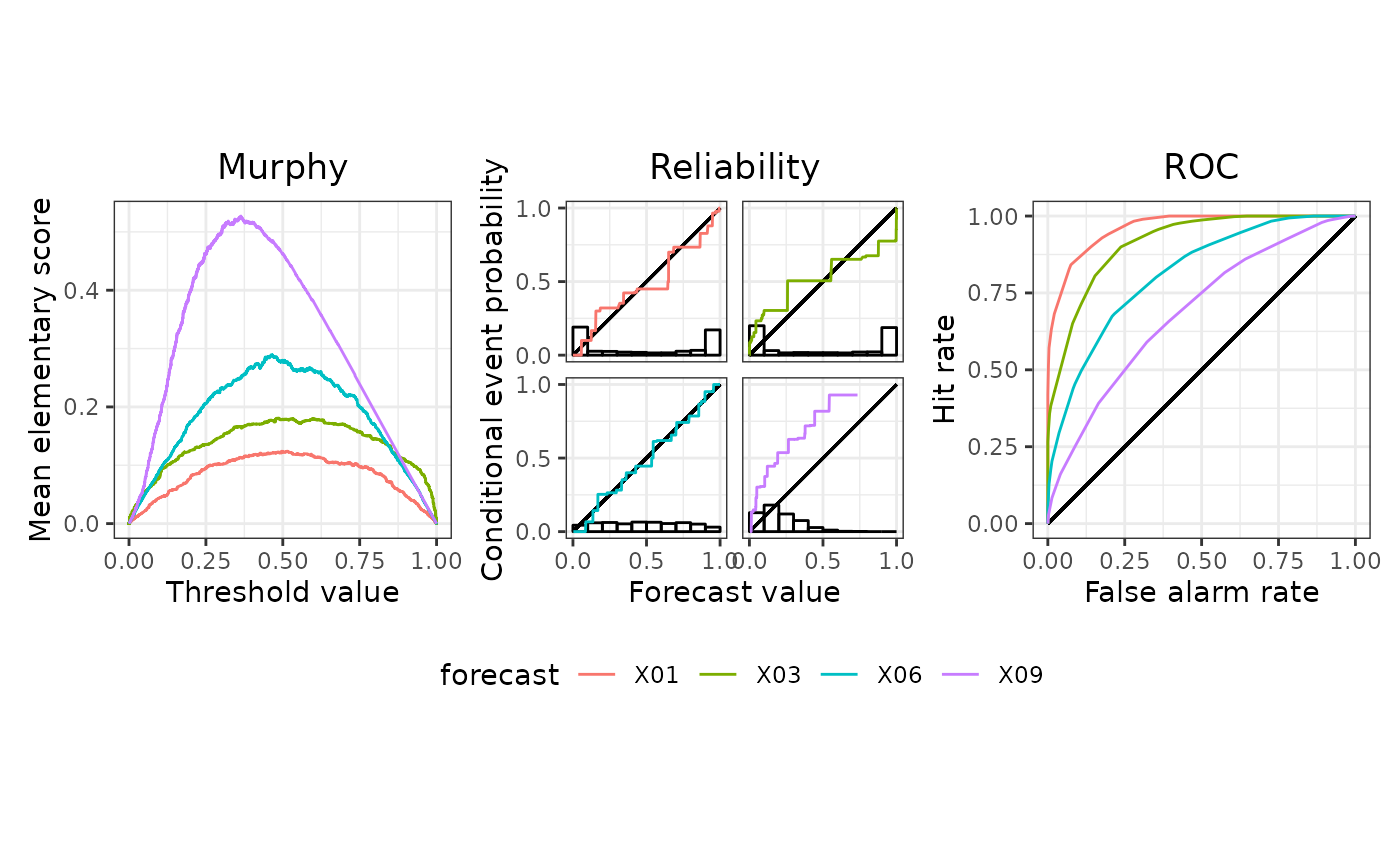 Murphy
Reliability
ROC
Mean elementary score
0.4
0.2
0.0
0.00 0.25 0.50 0.75 1.00
Threshold value
Conditional event probability
1.0
0.5
0.0
1.0
0.5
0.0
0.0 0.5 1.0
0.0 0.5 1.0
Forecast value
Hit rate
1.00
0.75
0.50
0.25
0.00
0.00 0.25 0.50 0.75 1.00
False alarm rate
forecast X01 X03 X06 X09